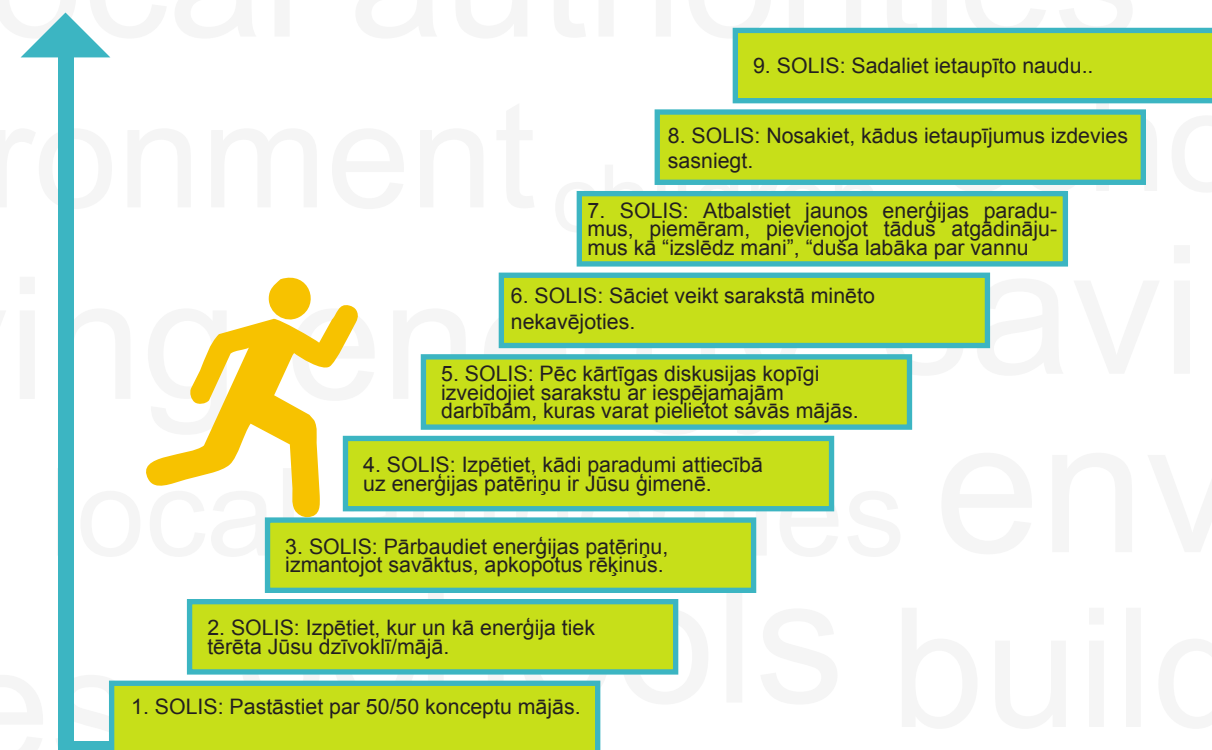 9. SOLIS: Sadaliet ietaupīto naudu..
8. SOLIS: Nosakiet, kādus ietaupījumus izdevies
sasniegt.
7. SOLIS: Atbalstiet jaunos enerģijas paradu-
mus, piemēram, pievienojot tādus atgādināju-
mus kā “izslēdz mani”, “duša labāka par vannu
6. SOLIS: Sāciet veikt sarakstā minēto
nekavējoties.
5. SOLIS: Pēc kārtīgas diskusijas kopīgi
izveidojiet sarakstu ar iespējamajām
darbībām, kuras varat pielietot savās mājās.
4. SOLIS: Izpētiet, kādi paradumi attiecībā
uz enerģijas patēriņu ir Jūsu ģimenē.
3. SOLIS: Pārbaudiet enerģijas patēriņu,
izmantojot savāktus, apkopotus rēķinus.
2. SOLIS: Izpētiet, kur un kā enerģija tiek
tērēta Jūsu dzīvoklī/mājā.
1. SOLIS: Pastāstiet par 50/50 konceptu mājās.